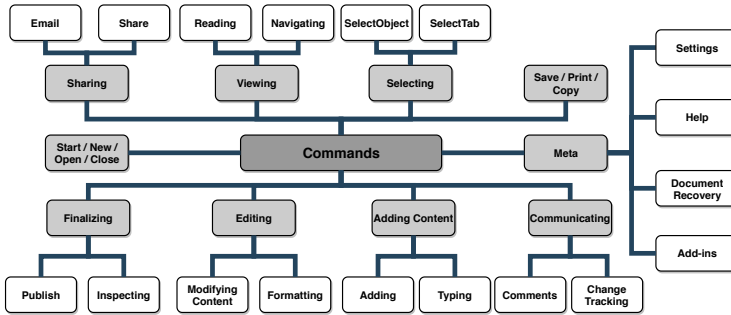 Email
Share
Reading
Navigating
SelectObject
SelectTab
Sharing
Viewing
Selecting
Save / Print /
Copy
Settings
Help
Start / New /
Open / Close
Commands
Meta
Document
Recovery
Finalizing
Editing
Adding Content
Communicating
Add-ins
Publish
Inspecting
Modifying
Content
Formatting
Adding
Typing
Comments
Change
Tracking